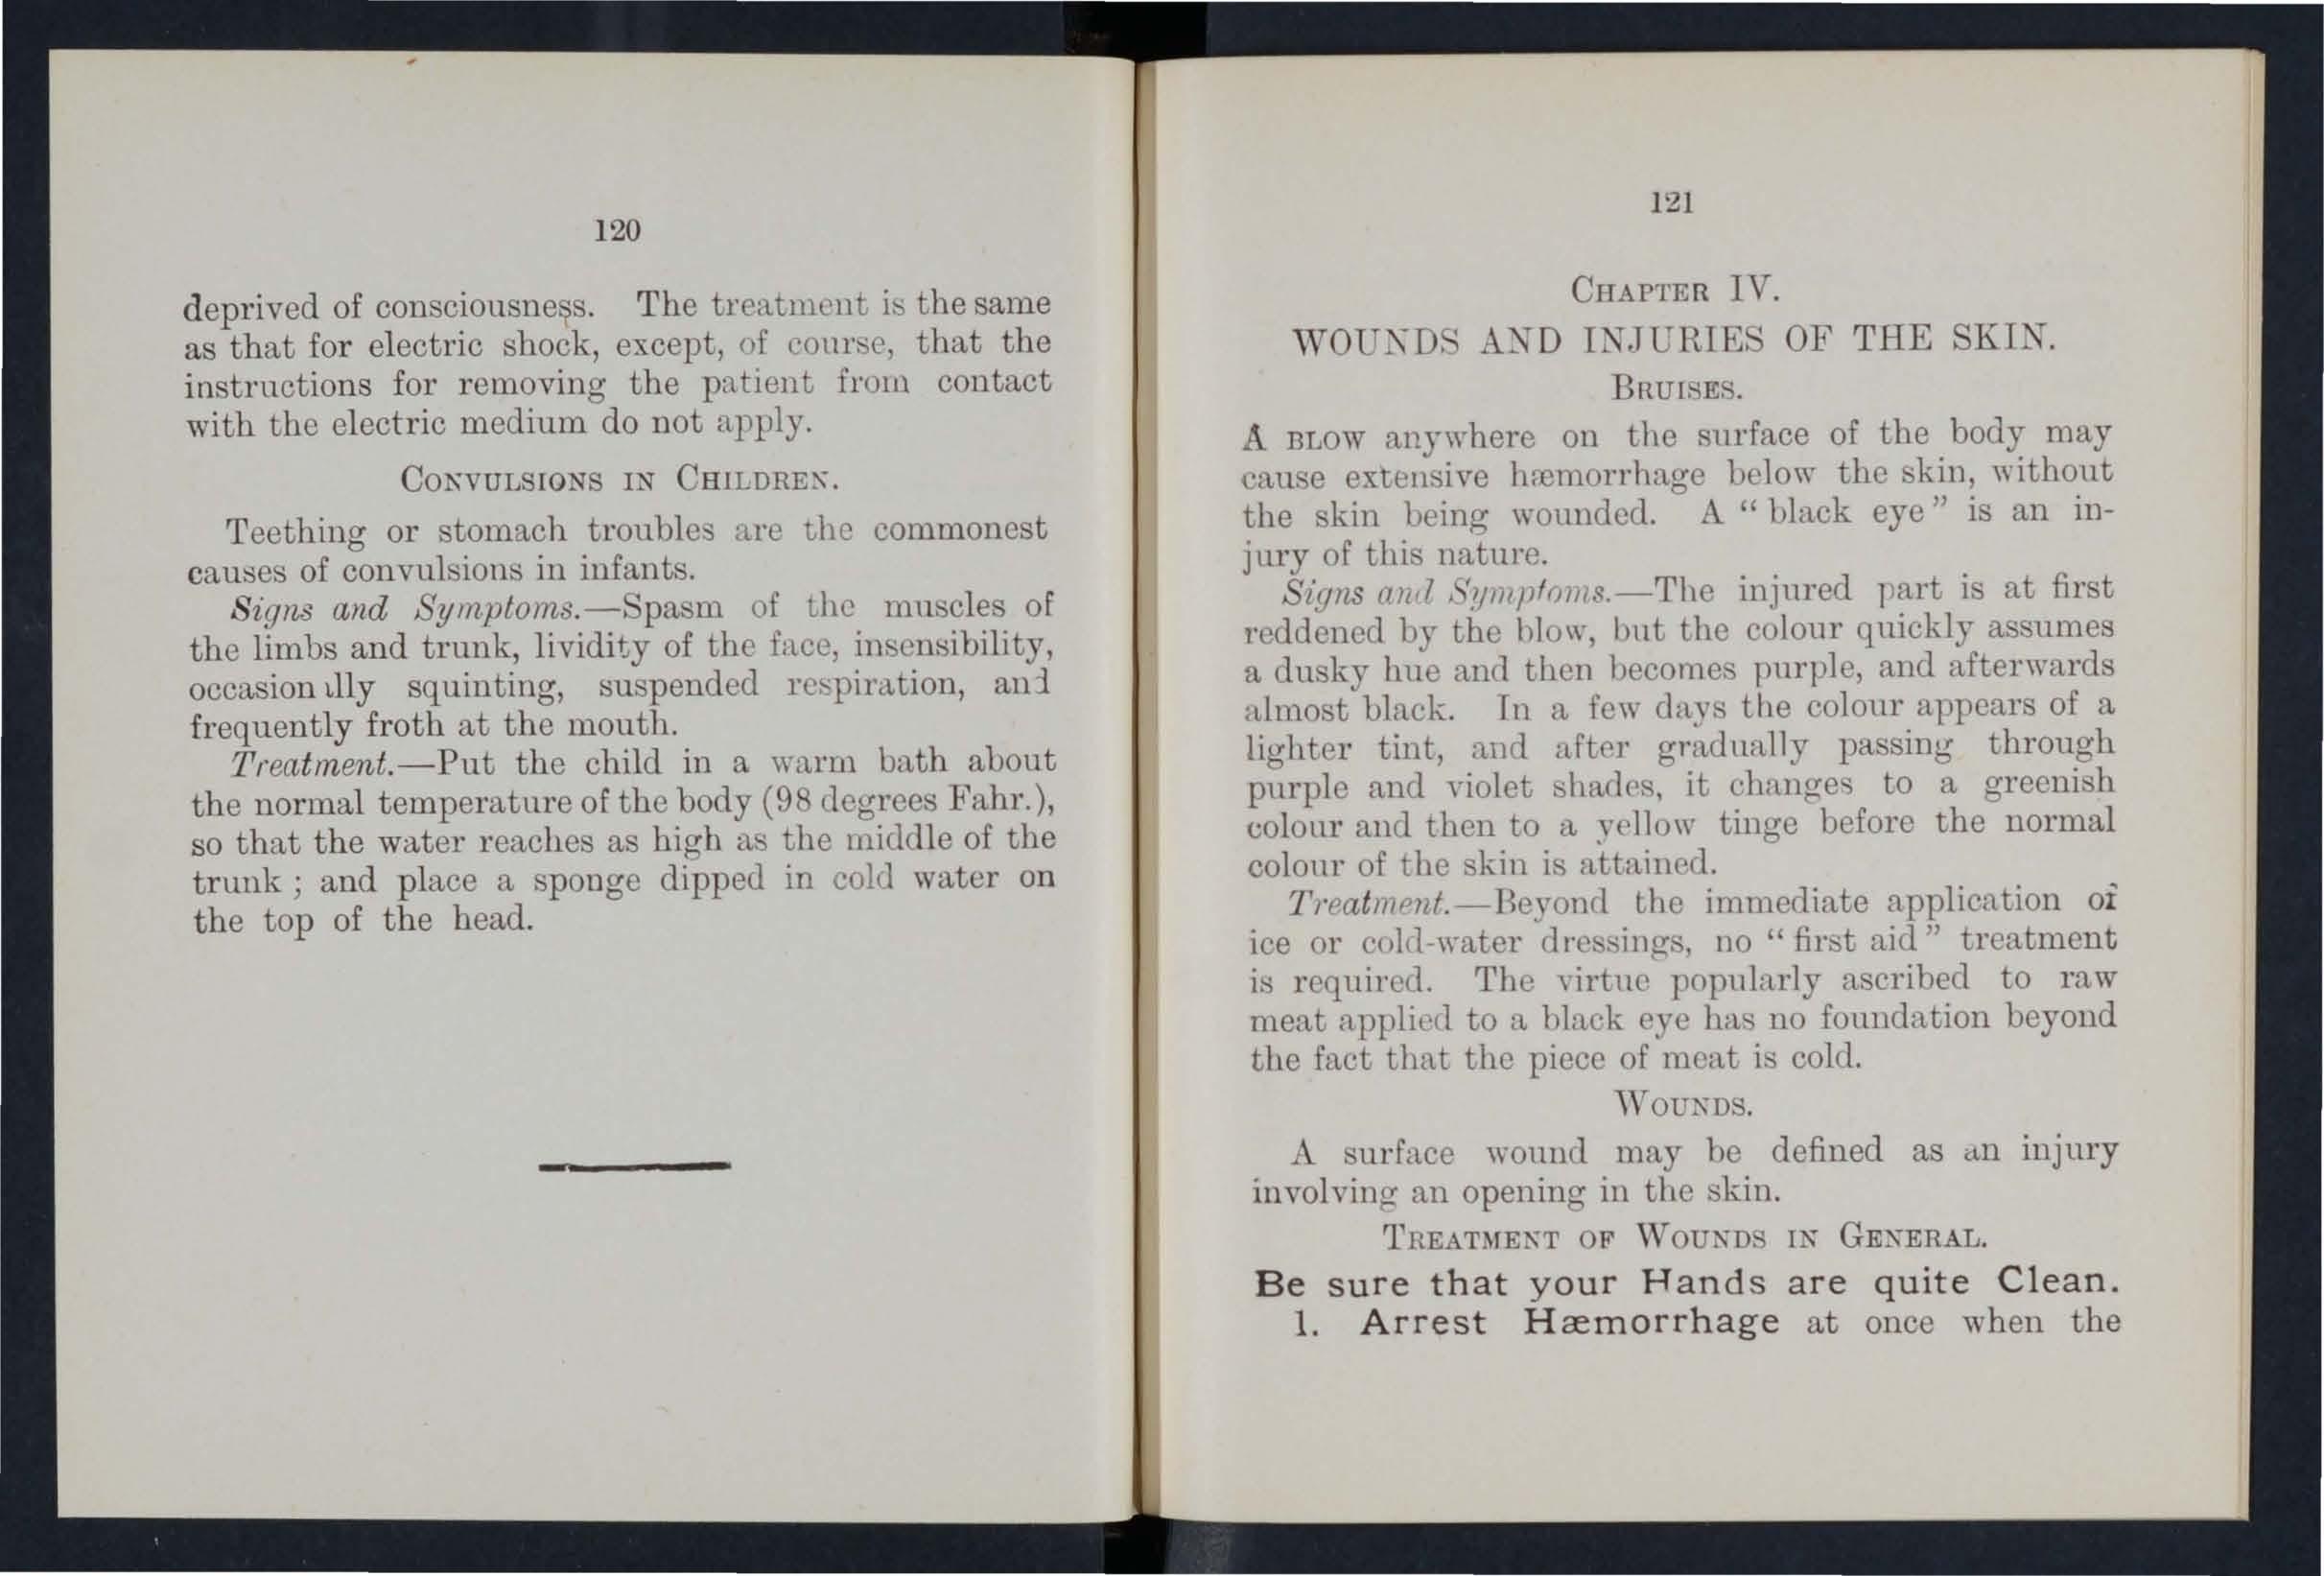 120
deprived of consciousness. The treatment is the same
as that for electric shock, except, of course, that the
instructions for removing the patient from contact
with the electric medium do not apply.
CONVULSIONS IN CHILDREN.
Teething or stomach troubles are the commonest
causes of convulsions in infants.
Signs and Symptoms.—Spasm of the muscles of
the limbs and trunk, lividity of the face, insensibility,
occasionally squinting, suspended respiration, and
frequently froth at the mouth.
Treatment.—Put the child in a warm bath about
the normal temperature of the body (98 degrees Fahr.),
so that the water reaches as high as the middle of the
trunk ; and place a sponge dipped in cold water on
the top of the head.
121
CHAPTER IV.
WOUNDS AND INJURIES OF THE SKIN.
BRUISES.
A BLOW anywhere on the surface of the body may
cause extensive hæmorrhage below the skin, without
the skin being wounded. A “ black eye ” is an in-
jury of this nature.
Signs and Symptoms.—The injured part is at first
reddened by the blow, but the colour quickly assumes
a dusky hue and then becomes purple, and afterwards
almost black. In a few days the colour appears of a
lighter tint, and after gradually passing through
purple and violet shades, it changes to a greenish
colour and then to a yellow tinge before the normal
colour of the skin is attained.
Treatment.—Beyond the immediate application of
ice or cold-water dressings, no “ first aid ” treatment
is required. The virtue popularly ascribed to raw
meat applied to a black eye has no foundation beyond
the fact that the piece of meat is cold.
WOUNDS.
A surface wound may be defined as an injury
involving an opening in the skin.
TREATMENT OF WOUNDS IN GENERAL.
Be sure that your Hands are quite Clean.
1. Arrest Hæmorrhage at once when the